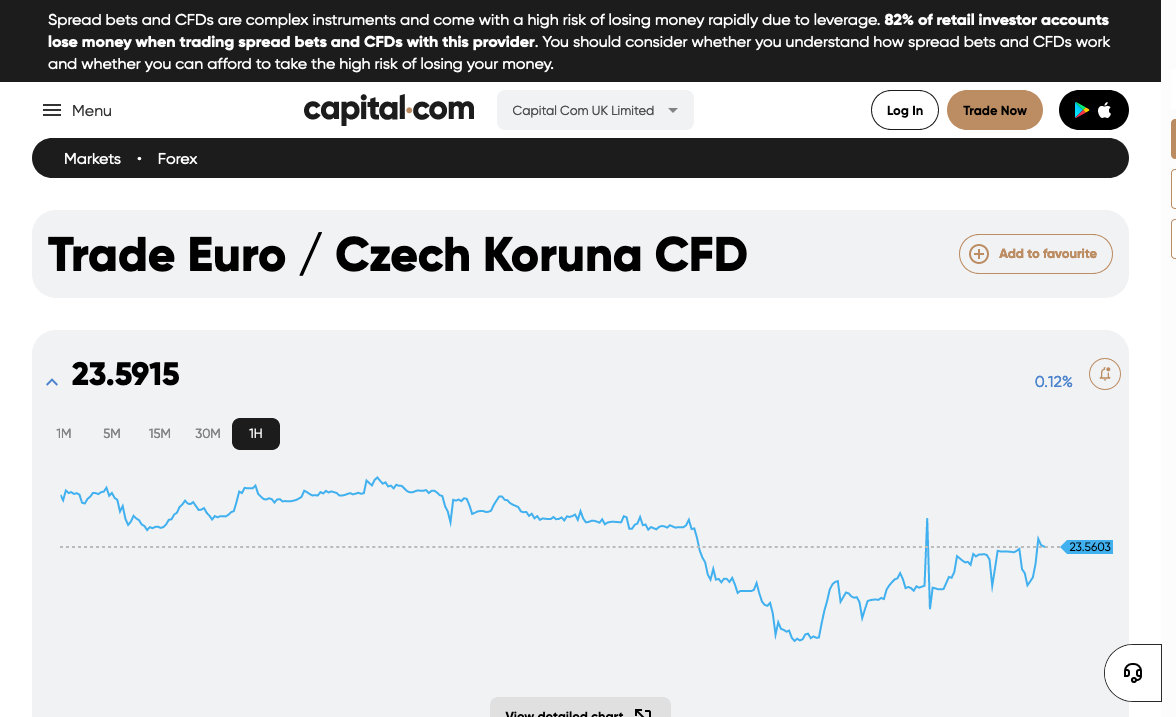 Spread bets and CFDs are complex instruments and come with a high risk of losing money rapidly due to leverage. 82% of retail investor accounts
lose money when trading spread bets and CFDs with this provider. You should consider whether you understand how spread bets and CFDs work
and whether you can afford to take the high risk of losing your money.
Menu
capital.com
Capital Com UK Limited
Log In
Trade Now
Markets • Forex
Trade Euro / Czech Koruna CFD
Add to favourite
23.5915
0.12%
1M 5M 15M 30M 1H
23.5603
View detailed chart